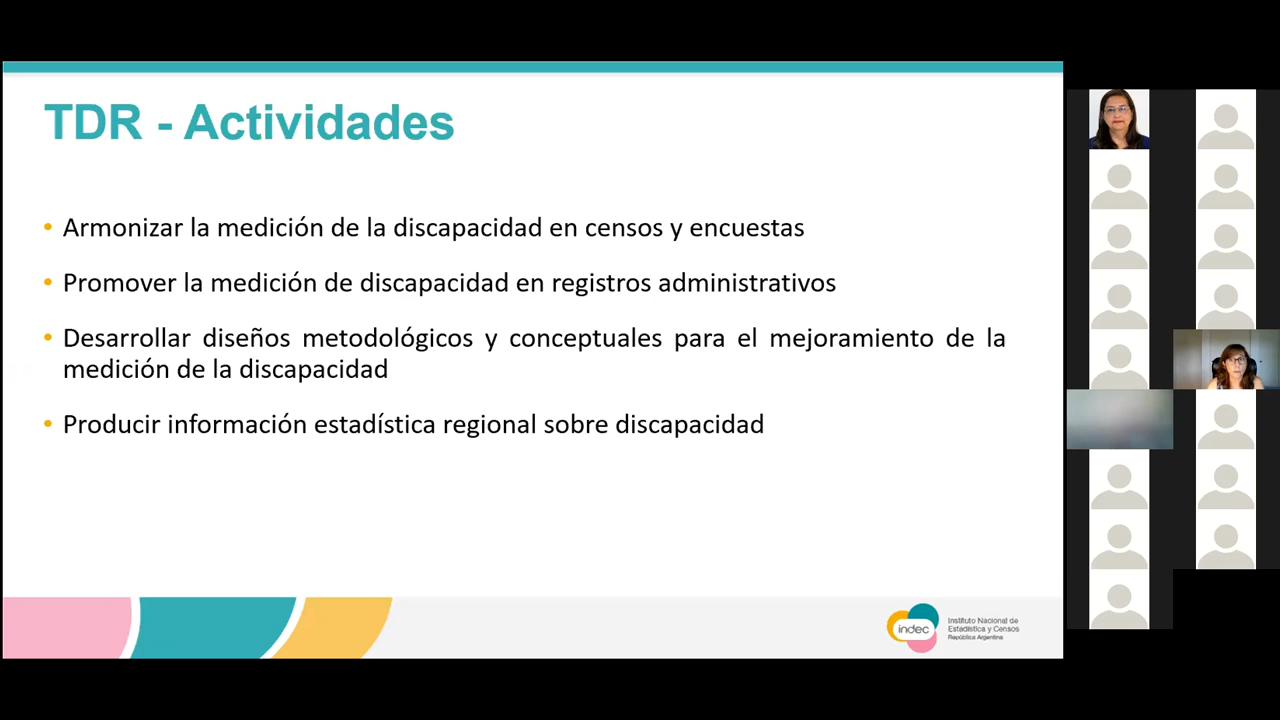 TDR - Actividades
• Armonizar la medición de la discapacidad en censos y encuestas
• Promover la medición de discapacidad en registros administrativos
• Desarrollar diseños metodológicos y conceptuales para el mejoramiento de la
medición de la discapacidad
• Producir información estadística regional sobre discapacidad
indec
Instituto Nacional de
Estadística y Censos
República Argentina